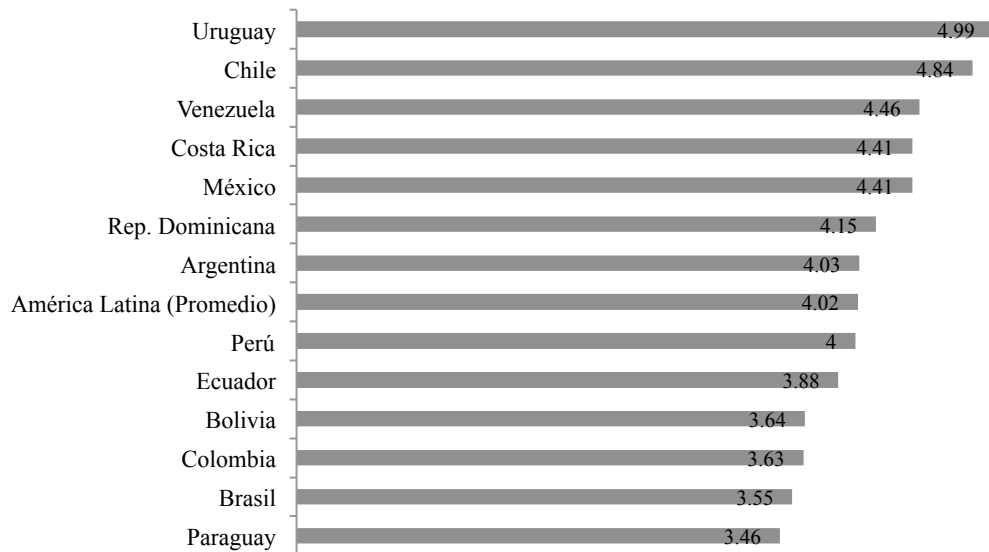 Uruguay 4.99
Chile 4.84
Venezuela 4.46
Costa Rica 4.41
México 4.41
Rep. Dominicana 4.15
Argentina 4.03
América Latina (Promedio) 4.02
Perú 4
Ecuador 3.88
Bolivia 3.64
Colombia 3.63
Brasil 3.55
Paraguay 3.46